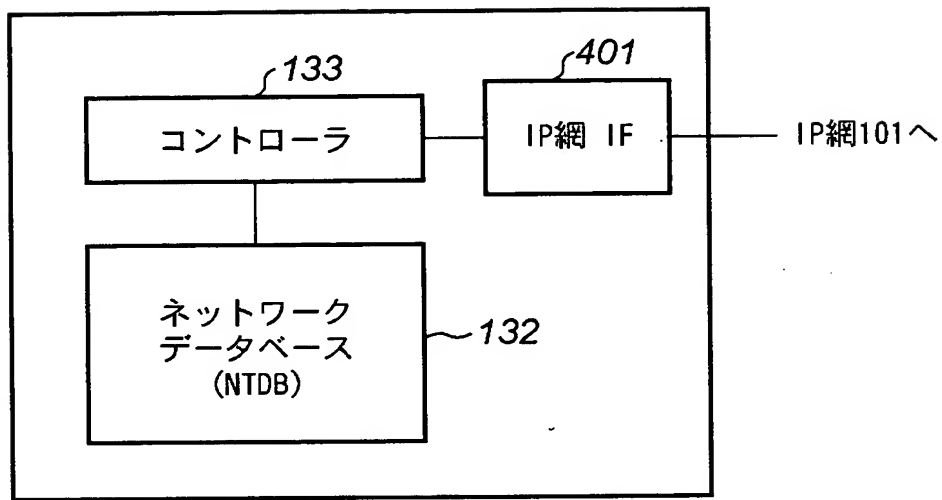 133
401
コントローラ
IP網 IF
IP網101へ
ネットワーク
データベース
(NTDB)
132